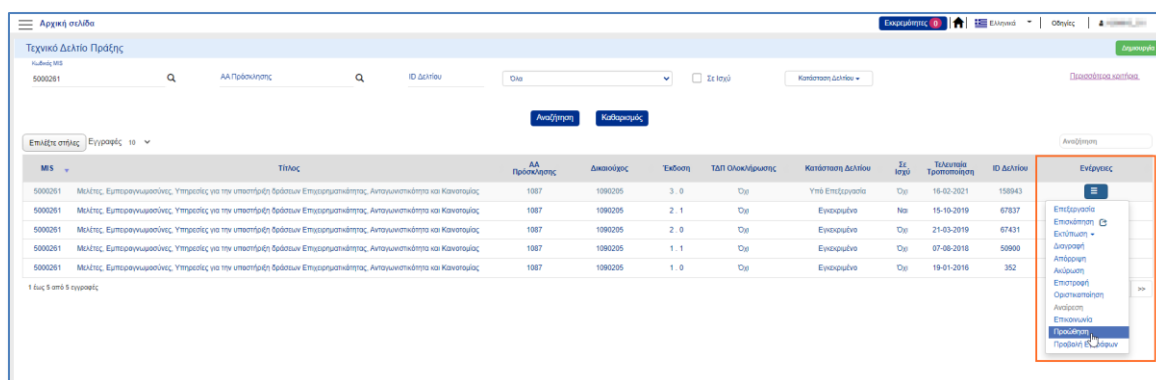 Αρχική σελίδα Εκκρεμότητες 0 Ελληνικά Οδηγίες
Τεχνικό Δελτίο Πράξης Δημιουργία
Κωδικός MIS
5000261 ΑΑ Πρόσκλησης ID Δελτίου Όλα Σε Ισχύ Κατάσταση Δελτίου Περισσότερα κριτήρια
Αναζήτηση Καθαρισμός
Επιλέξτε στήλες Εγγραφές 10 Αναζήτηση
MIS Τίτλος ΑΑ Πρόσκλησης Δικαιούχος Έκδοση ΤΔΠ Ολοκλήρωσης Κατάσταση Δελτίου Σε Ισχύ Τελευταία Τροποποίηση ID Δελτίου Ενέργειες
5000261 Μελέτες, Εμπειρογνωμοσύνες, Υπηρεσίες για την υποστήριξη δράσεων Επιχειρηματικότητας, Ανταγωνιστικότητα και Καινοτομίας 1087 1090205 3 . 0 Όχι Υπό Επεξεργασία Όχι 16-02-2021 158943
5000261 Μελέτες, Εμπειρογνωμοσύνες, Υπηρεσίες για την υποστήριξη δράσεων Επιχειρηματικότητας, Ανταγωνιστικότητα και Καινοτομίας 1087 1090205 2 . 1 Όχι Εγκεκριμένο Ναι 15-10-2019 67837
5000261 Μελέτες, Εμπειρογνωμοσύνες, Υπηρεσίες για την υποστήριξη δράσεων Επιχειρηματικότητας, Ανταγωνιστικότητα και Καινοτομίας 1087 1090205 2 . 0 Όχι Εγκεκριμένο Όχι 21-03-2019 67431
5000261 Μελέτες, Εμπειρογνωμοσύνες, Υπηρεσίες για την υποστήριξη δράσεων Επιχειρηματικότητας, Ανταγωνιστικότητα και Καινοτομίας 1087 1090205 1 . 1 Όχι Εγκεκριμένο Όχι 07-08-2018 50900
5000261 Μελέτες, Εμπειρογνωμοσύνες, Υπηρεσίες για την υποστήριξη δράσεων Επιχειρηματικότητας, Ανταγωνιστικότητα και Καινοτομίας 1087 1090205 1 . 0 Όχι Εγκεκριμένο Όχι 19-01-2016 352
1 έως 5 από 5 εγγραφές >>
Επεξεργασία
Επισκόπηση
Εκτύπωση
Διαγραφή
Απόρριψη
Ακύρωση
Επιστροφή
Οριστικοποίηση
Αναίρεση
Επικοινωνία
Προώθηση
Προβολή Εγγράφων